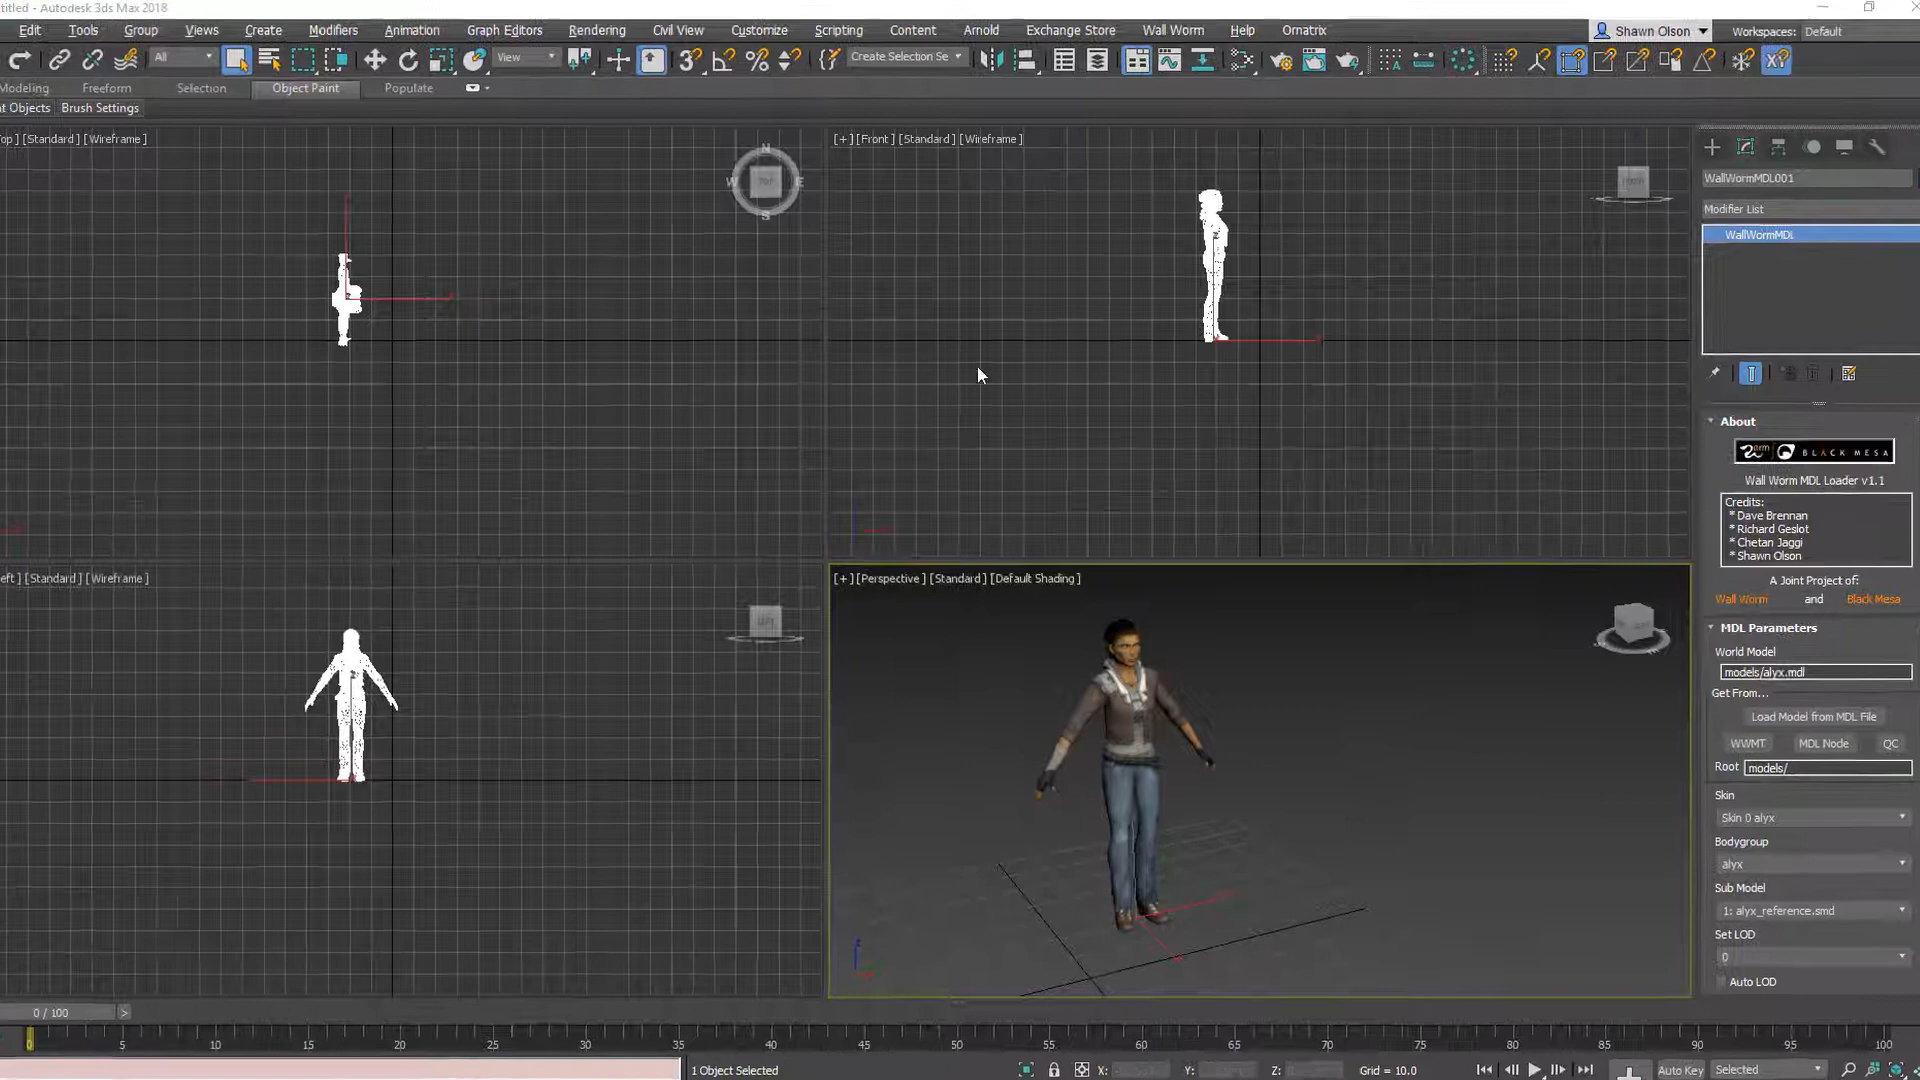 ntitled - Autodesk 3ds Max 2018
Edit Tools Group Views Create Modifiers Animation Graph Editors Rendering Civil View Customize Scripting Content Arnold Exchange Store Wall Worm Help Ornatrix Shawn Olson Workspaces: Default
All View Create Selection Se
Modeling Freeform Selection Object Paint Populate
nt Objects Brush Settings
Top ] [Standard ] [Wireframe ]
[+] [Front ] [Standard ] [Wireframe ]
N
W TOP E
S
WallWormMDL001
Modifier List
WallWormMDL
About
BLACK MESA
Wall Worm MDL Loader v1.1
Credits:
* Dave Brennan
* Richard Geslot
* Chetan Jaggi
* Shawn Olson
A Joint Project of:
Wall Worm and Black Mesa
eft ] [Standard ] [Wireframe ]
[+] [Perspective ] [Standard ] [Default Shading ]
MDL Parameters
World Model
models/alyx.mdl
Get From...
Load Model from MDL File
WWMT MDL Node QC
Root models/
Skin
Skin 0 alyx
Bodygroup
alyx
Sub Model
1: alyx_reference.smd
Set LOD
0
Auto LOD
0 / 100 >
0 5 10 15 20 25 30 35 40 45 50 55 60 65 70 75 80 85 90 95 100
1 Object Selected X: Y: Z: Grid = 10.0 Auto Key Selected